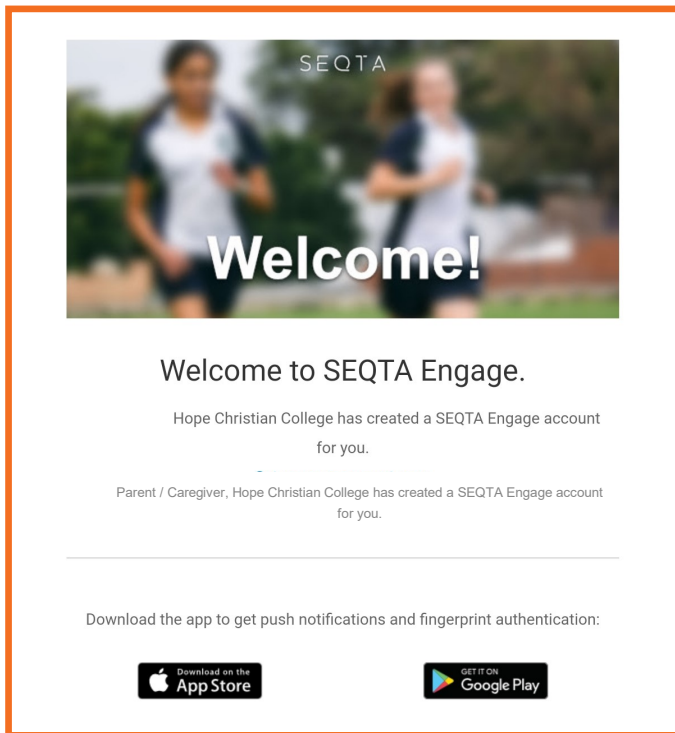 SEQTA
Welcome!
Welcome to SEQTA Engage.
Hope Christian College has created a SEQTA Engage account
for you.
Parent / Caregiver, Hope Christian College has created a SEQTA Engage account
for you.
Download the app to get push notifications and fingerprint authentication:
Download on the
App Store
GET IT ON
Google Play